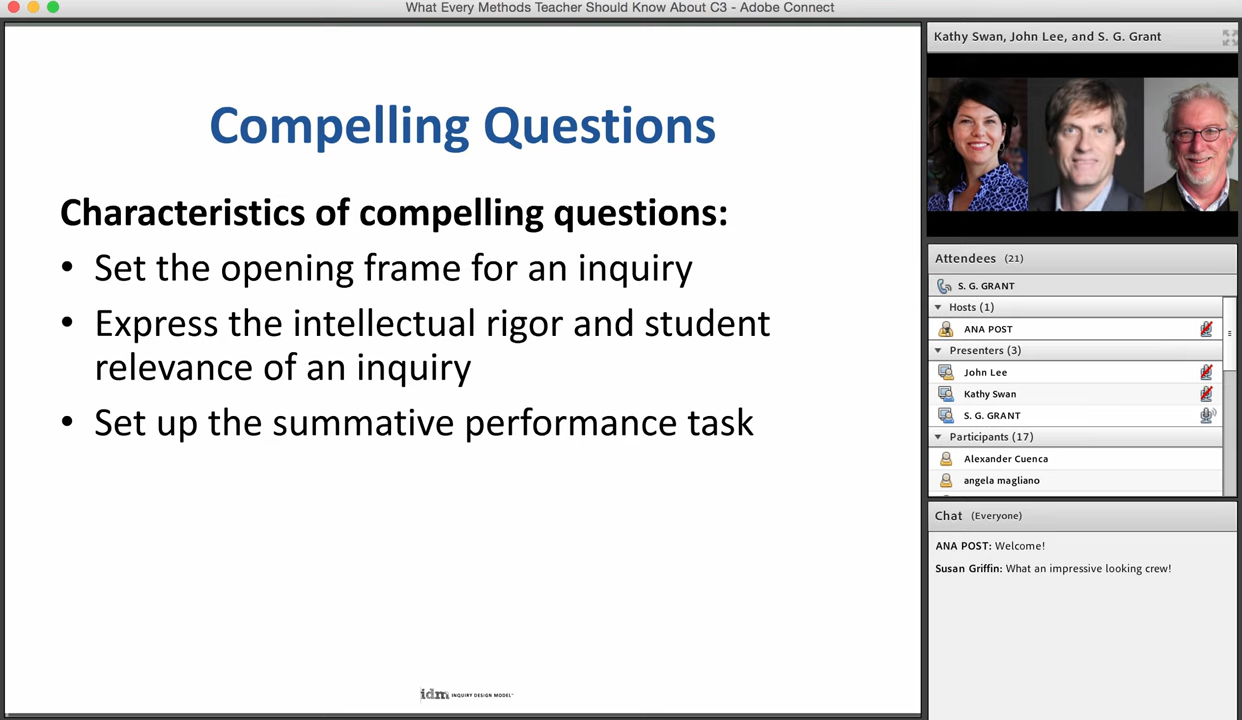 What Every Methods Teacher Should Know About C3 - Adobe Connect
Compelling Questions
Characteristics of compelling questions:
• Set the opening frame for an inquiry
• Express the intellectual rigor and student
relevance of an inquiry
• Set up the summative performance task
idm INQUIRY DESIGN MODEL™
Kathy Swan, John Lee, and S. G. Grant
Attendees (21)
S. G. GRANT
Hosts (1)
ANA POST
Presenters (3)
John Lee
Kathy Swan
S. G. GRANT
Participants (17)
Alexander Cuenca
angela magliano
Chat (Everyone)
ANA POST: Welcome!
Susan Griffin: What an impressive looking crew!